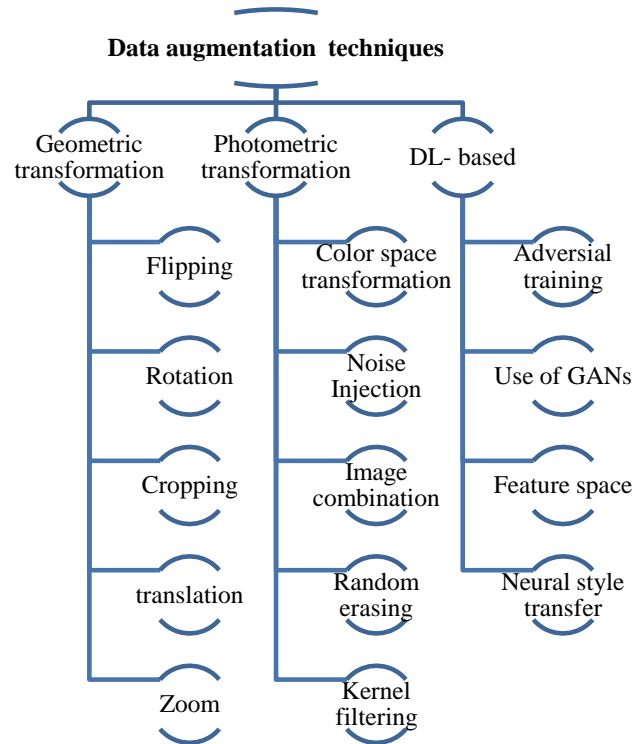 Data augmentation techniques
Geometric
transformation
Photometric
transformation
DL- based
Flipping
Rotation
Cropping
translation
Zoom
Color space
transformation
Noise
Injection
Image
combination
Random
erasing
Kernel
filtering
Adversial
training
Use of GANs
Feature space
Neural style
transfer